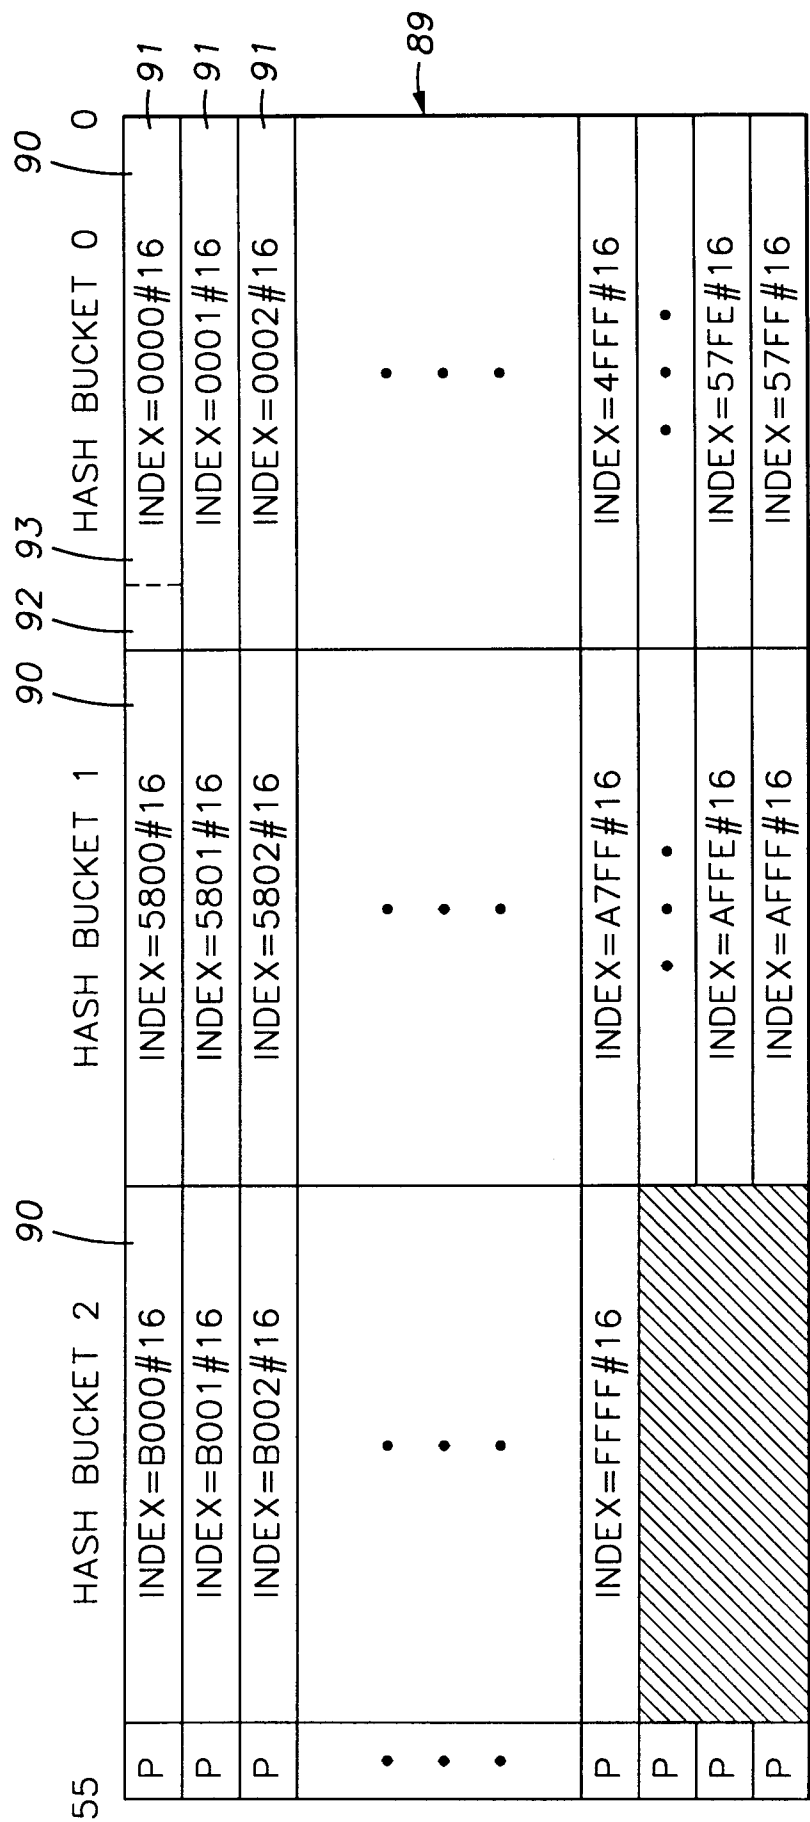 90 90 92 93 90
55 HASH BUCKET 2 HASH BUCKET 1 HASH BUCKET 0 0
P INDEX=B000#16 INDEX=5800#16 INDEX=0000#16 91
P INDEX=B001#16 INDEX=5801#16 INDEX=0001#16 91
P INDEX=B002#16 INDEX=5802#16 INDEX=0002#16 91
89
P INDEX=FFFF#16 INDEX=A7FF#16 INDEX=4FFF#16
P
P INDEX=AFFE#16 INDEX=57FE#16
P INDEX=AFFF#16 INDEX=57FF#16